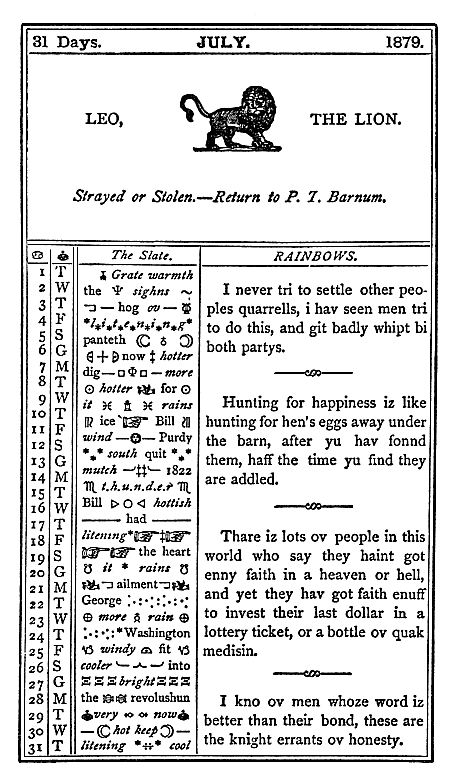 31 Days. JULY. 1879.
LEO, THE LION.
Strayed or Stolen.—Return to P. T. Barnum.
The Slate.
RAINBOWS.
1 T
2 W
3 T
4 F
5 S
6 G
7 M
8 T
9 W
10 T
11 F
12 S
13 G
14 M
15 T
16 W
17 T
18 F
19 S
20 G
21 M
22 T
23 W
24 T
25 F
26 S
27 G
28 M
29 T
30 W
31 T
Grate warmth
the ♆ sighns
— hog ov —
*l*i*t*e*n*i*n*g*
panteth
now ‡ hotter
dig — more
☉ hotter for ☉
it ♓ ♓ rains
ice Bill
wind — Purdy
*** south quit ***
mutch 1822
♏ t.h.u.n.d.e.r ♏
Bill ▷ ○ ◁ hottish
—— had ——
litening*
the heart
♉ it * rains ♉
ailment
George
⊕ more rain ⊕
*Washington
windy fit
cooler into
bright
the revolushun
very now
— hot keep —
litening * * cool
I never tri to settle other peo-
ples quarrells, i hav seen men tri
to do this, and git badly whipt bi
both partys.
Hunting for happiness iz like
hunting for hen's eggs away under
the barn, after yu hav fonnd
them, haff the time yu find they
are addled.
Thare iz lots ov people in this
world who say they haint got
enny faith in a heaven or hell,
and yet they hav got faith enuff
to invest their last dollar in a
lottery ticket, or a bottle ov quak
medisin.
I kno ov men whoze word iz
better than their bond, these are
the knight errants ov honesty.